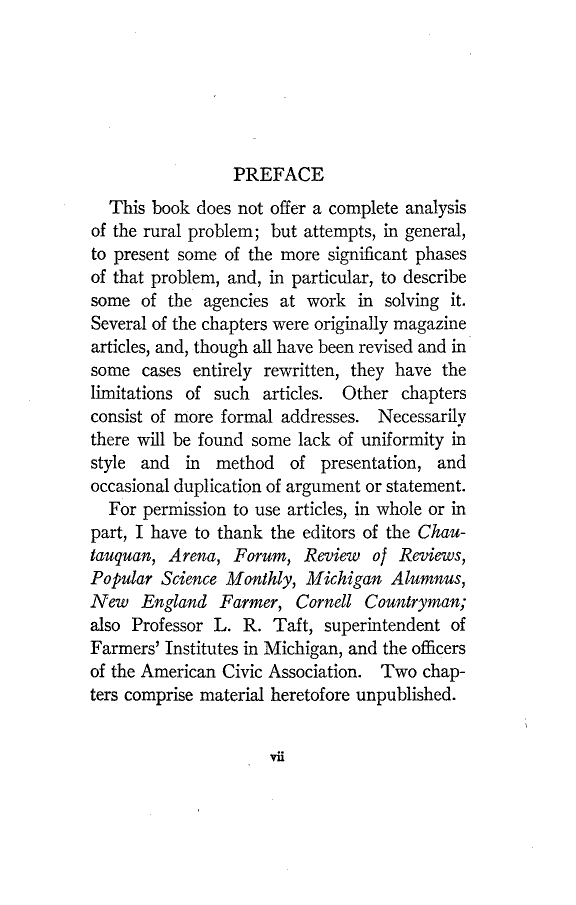 PREFACE
This book does not offer a complete analysis
of the rural problem; but attempts, in general,
to present some of the more significant phases
of that problem, and, in particular, to describe
some of the agencies at work in solving it.
Several of the chapters were originally magazine
articles, and, though all have been revised and in
some cases entirely rewritten, they have the
limitations of such articles. Other chapters
consist of more formal addresses. Necessarily
there will be found some lack of uniformity in
style and in method of presentation, and
occasional duplication of argument or statement.
For permission to use articles, in whole or in
part, I have to thank the editors of the Chau-
tauquan, Arena, Forum, Review of Reviews,
Popular Science Monthly, Michigan Alumnus,
New England Farmer, Cornell Countryman;
also Professor L. R. Taft, superintendent of
Farmers' Institutes in Michigan, and the officers
of the American Civic Association. Two chap-
ters comprise material heretofore unpublished.
vii